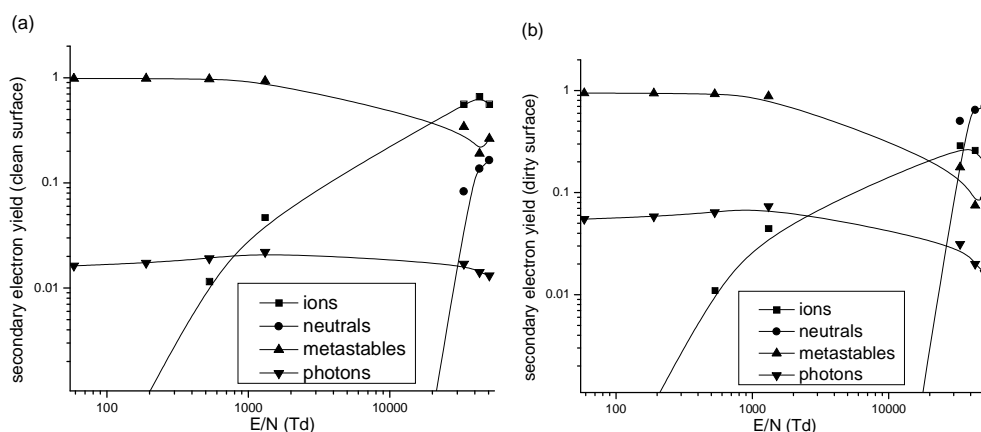 (a)
secondary electron yield (clean surface)
1
0.1
0.01
100
1000
10000
E/N (Td)
ions
neutrals
metastables
photons
(b)
secondary electron yield (dirty surface)
1
0.1
0.01
100
1000
10000
E/N (Td)
ions
neutrals
metastables
photons